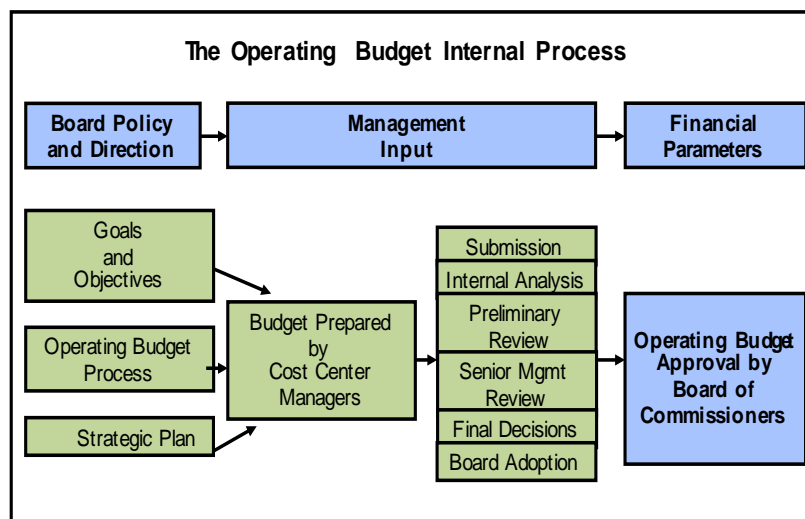 The Operating Budget Internal Process
Board Policy
and Direction
Management
Input
Financial
Parameters
Goals
and
Objectives
Operating Budget
Process
Strategic Plan
Budget Prepared
by
Cost Center
Managers
Submission
Internal Analysis
Preliminary
Review
Senior Mgmt
Review
Final Decisions
Board Adoption
Operating Budget
Approval by
Board of
Commissioners